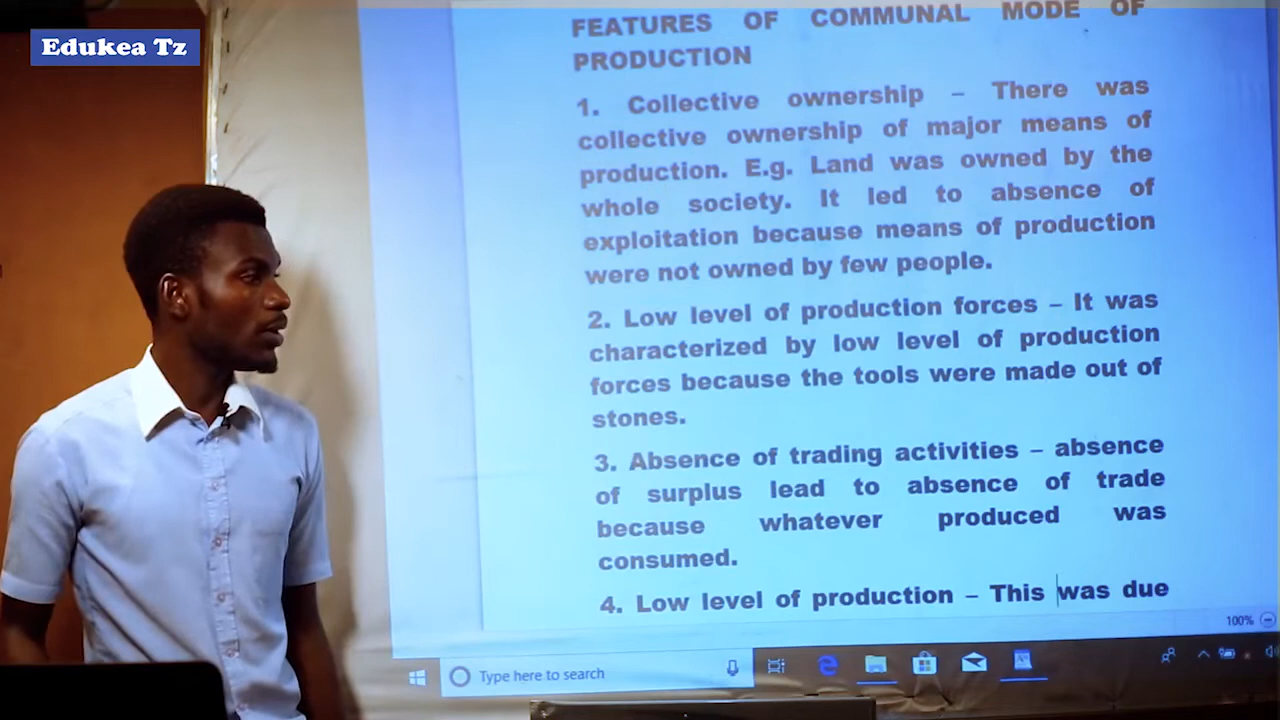 Edukea Tz
FEATURES OF COMMUNAL MODE OF
PRODUCTION
1. Collective ownership – There was
collective ownership of major means of
production. E.g. Land was owned by the
whole society. It led to absence of
exploitation because means of production
were not owned by few people.
2. Low level of production forces – It was
characterized by low level of production
forces because the tools were made out of
stones.
3. Absence of trading activities – absence
of surplus lead to absence of trade
because whatever produced was
consumed.
4. Low level of production – This was due
100%
Type here to search